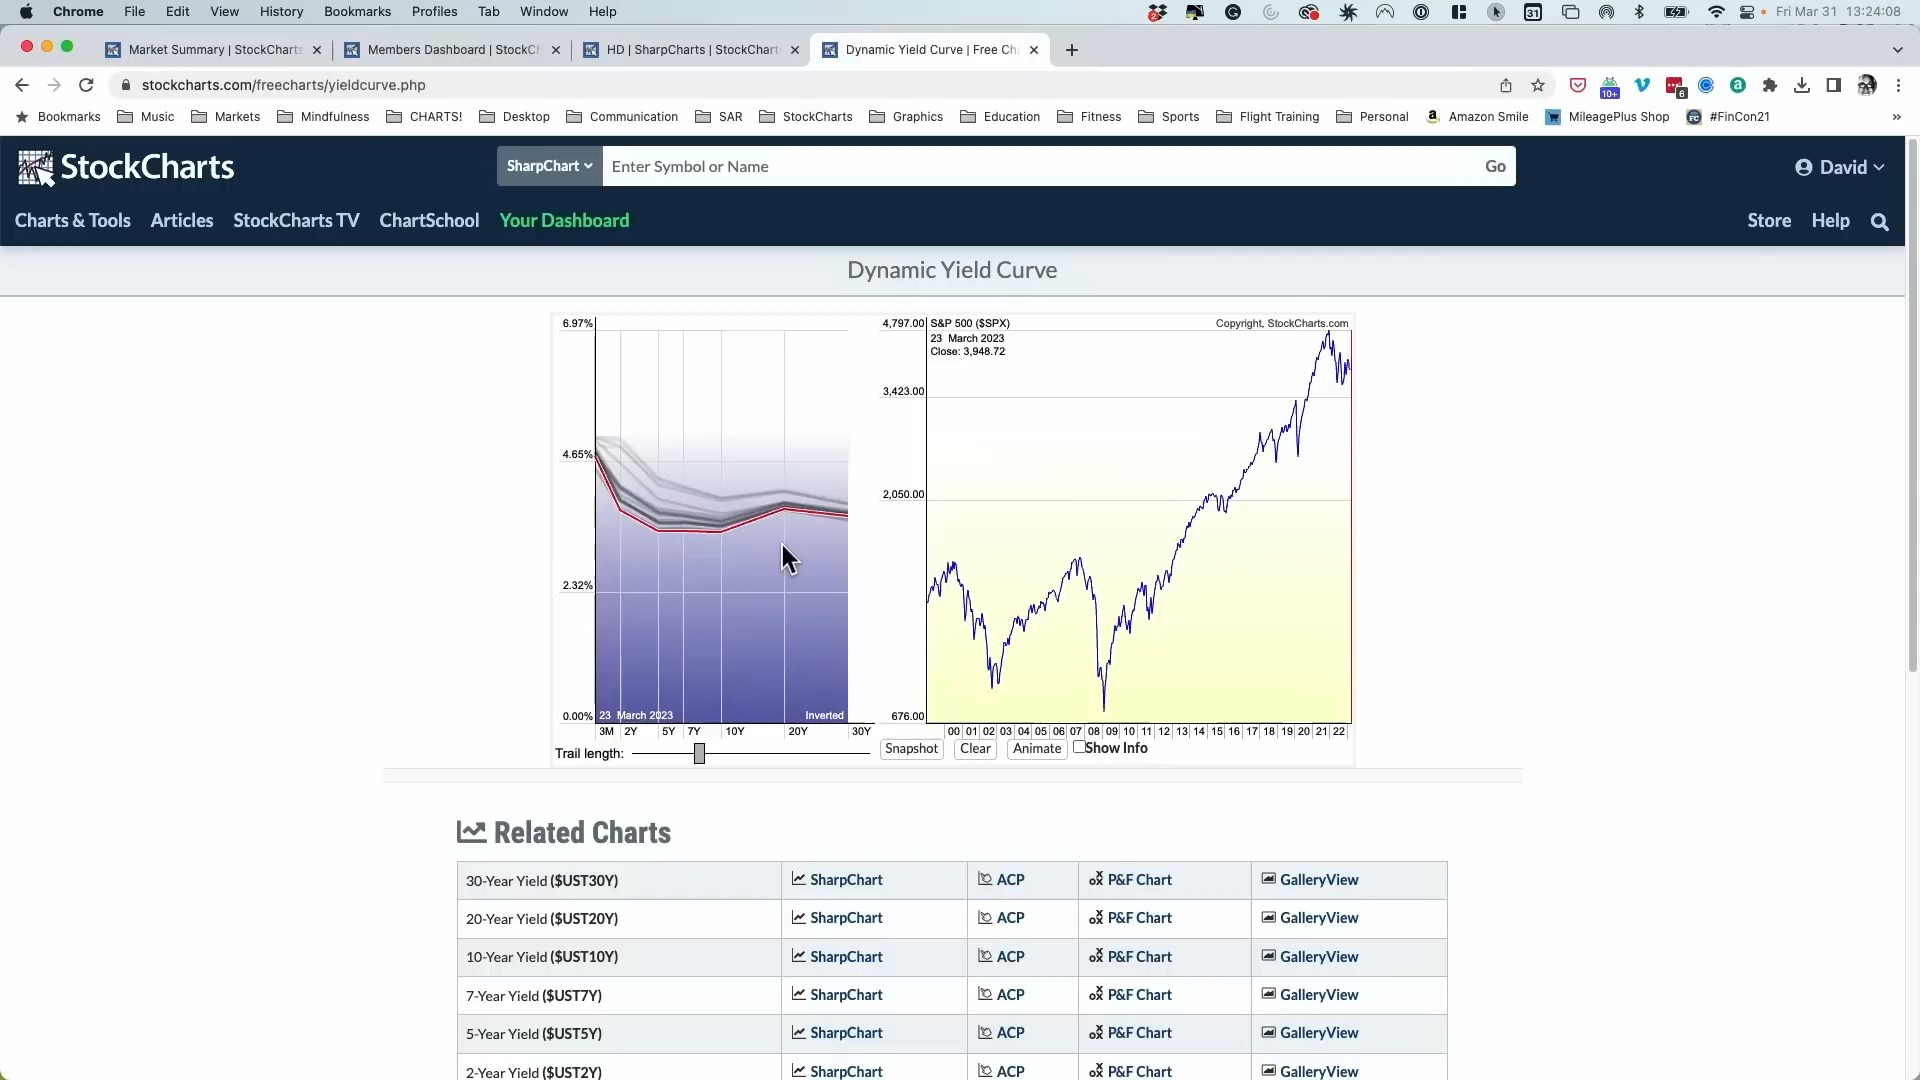 Chrome File Edit View History Bookmarks Profiles Tab Window Help
2 31 Fri Mar 31 13:24:08
Market Summary | StockCharts
Members Dashboard | StockCh
HD | SharpCharts | StockChart
Dynamic Yield Curve | Free Cha
stockcharts.com/freecharts/yieldcurve.php
10+ 6
Bookmarks Music Markets Mindfulness CHARTS! Desktop Communication SAR StockCharts Graphics Education Fitness Sports Flight Training Personal Amazon Smile MileagePlus Shop #FinCon21 »
StockCharts
SharpChart Enter Symbol or Name Go
David
Charts & Tools Articles StockCharts TV ChartSchool Your Dashboard
Store Help
Dynamic Yield Curve
6.97%
4.65%
2.32%
0.00%
23 March 2023 Inverted
3M 2Y 5Y 7Y 10Y 20Y 30Y
Trail length:
4,797.00 S&P 500 ($SPX) Copyright, StockCharts.com
23 March 2023
Close: 3,948.72
3,423.00
2,050.00
676.00
00 01 02 03 04 05 06 07 08 09 10 11 12 13 14 15 16 17 18 19 20 21 22
Snapshot Clear Animate Show Info
Related Charts
30-Year Yield ($UST30Y) SharpChart ACP P&F Chart GalleryView
20-Year Yield ($UST20Y) SharpChart ACP P&F Chart GalleryView
10-Year Yield ($UST10Y) SharpChart ACP P&F Chart GalleryView
7-Year Yield ($UST7Y) SharpChart ACP P&F Chart GalleryView
5-Year Yield ($UST5Y) SharpChart ACP P&F Chart GalleryView
2-Year Yield ($UST2Y) SharpChart ACP P&F Chart GalleryView